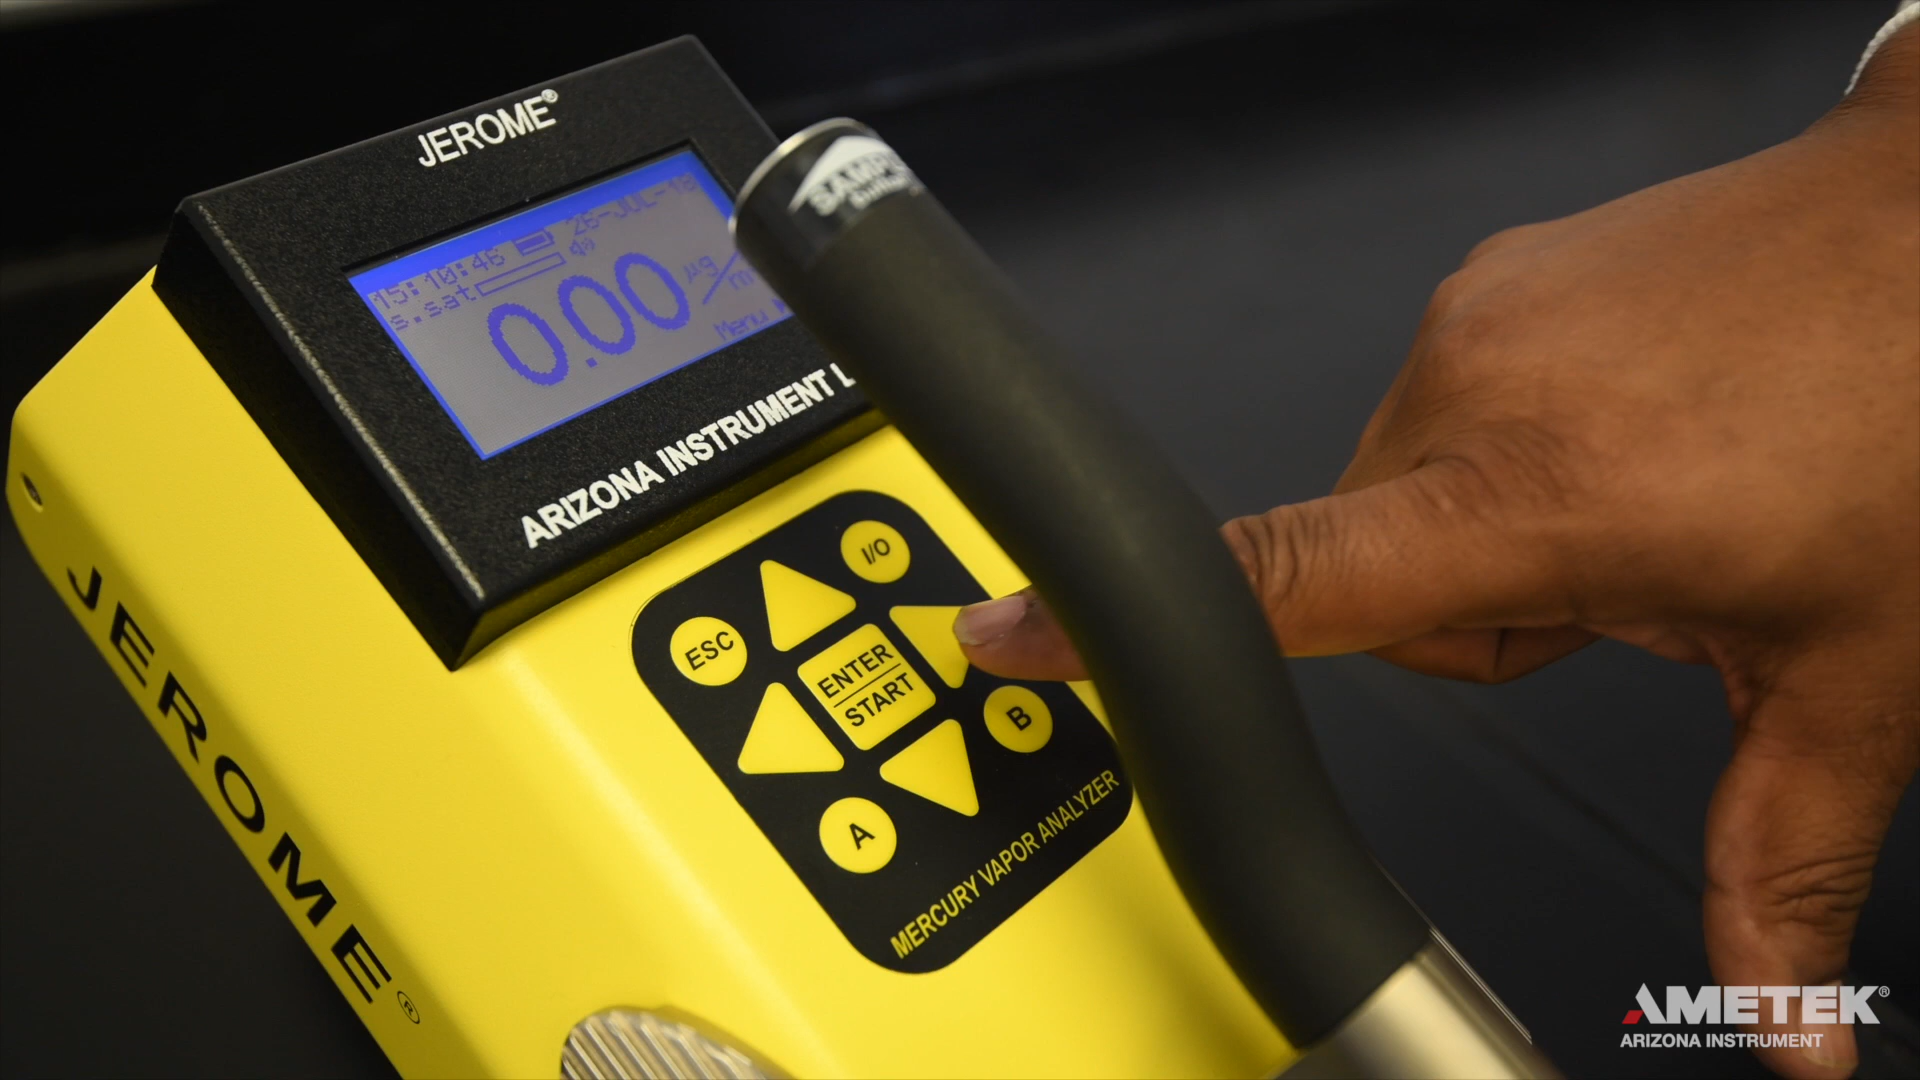 JEROME®
15:10:46 26-JUL-18
s.sat
0.00 µg/m
Menu
ARIZONA INSTRUMENT L
SAMPLE
I/O
ESC
ENTER
START
B
A
MERCURY VAPOR ANALYZER
JEROME®
AMETEK®
ARIZONA INSTRUMENT